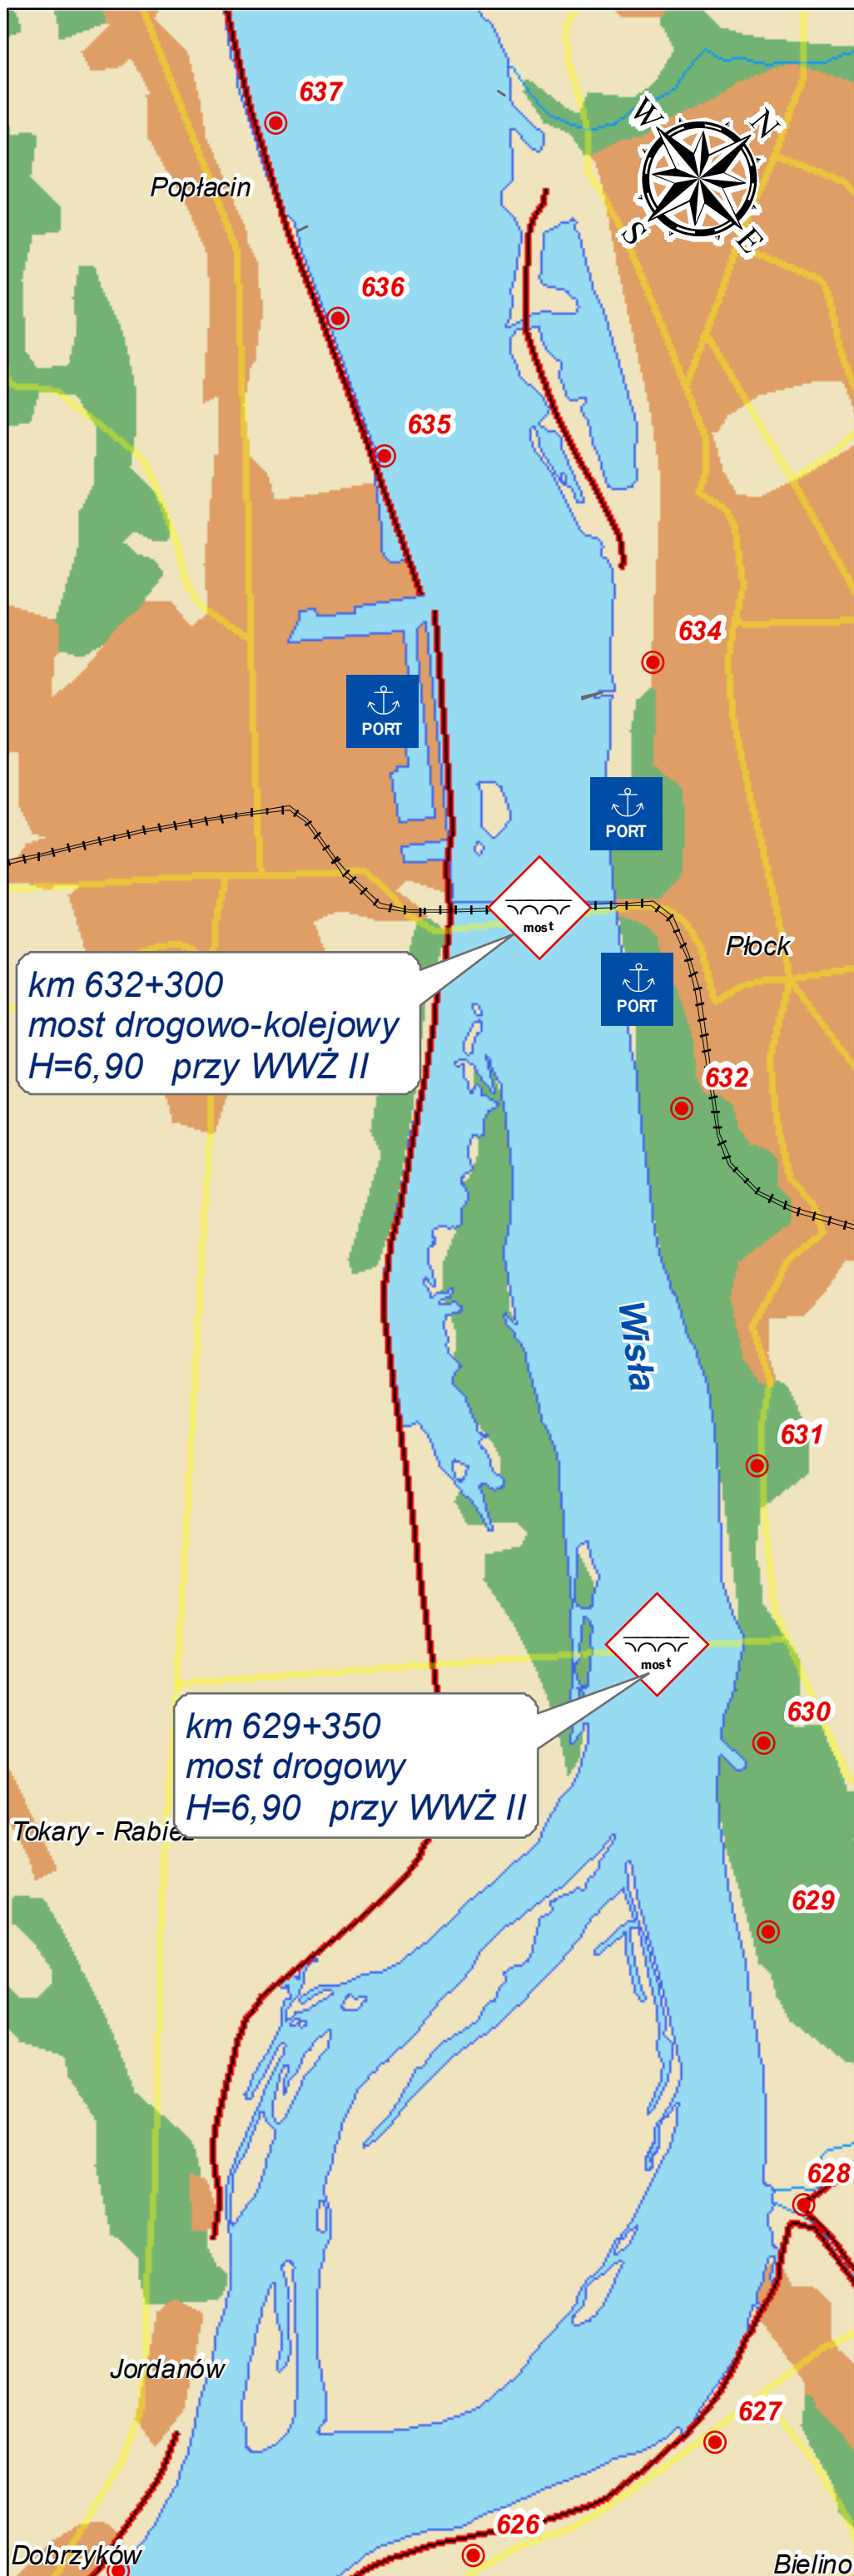 637
W
N
Popłacin
S
E
636
635
634
PORT
PORT
most
Płock
km 632+300
most drogowo-kolejowy
H=6,90 przy WWŻ II
PORT
632
Wisła
631
most
630
km 629+350
most drogowy
H=6,90 przy WWŻ II
Tokary - Rabież
629
628
Jordanów
627
626
Dobrzyków
Bielino